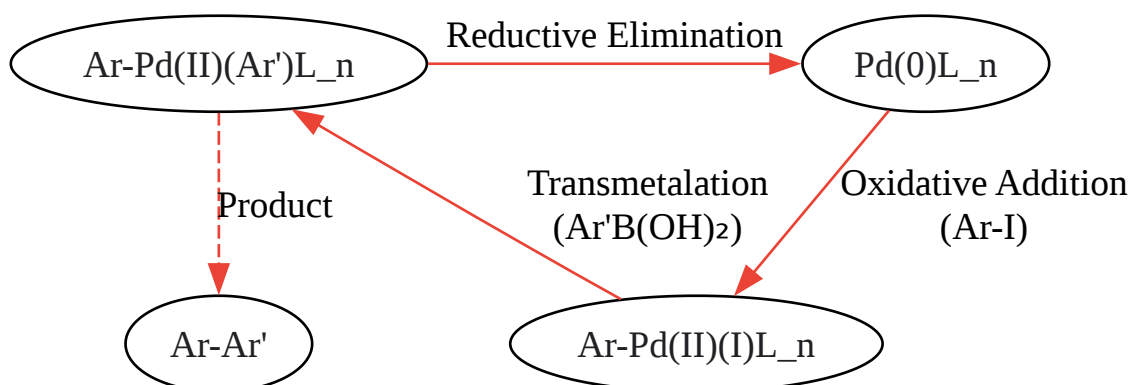 Reductive Elimination
Ar-Pd(II)(Ar')L_n
Pd(0)L_n
Transmetalation
(Ar'B(OH)₂)
Oxidative Addition
(Ar-I)
Product
Ar-Ar'
Ar-Pd(II)(I)L_n